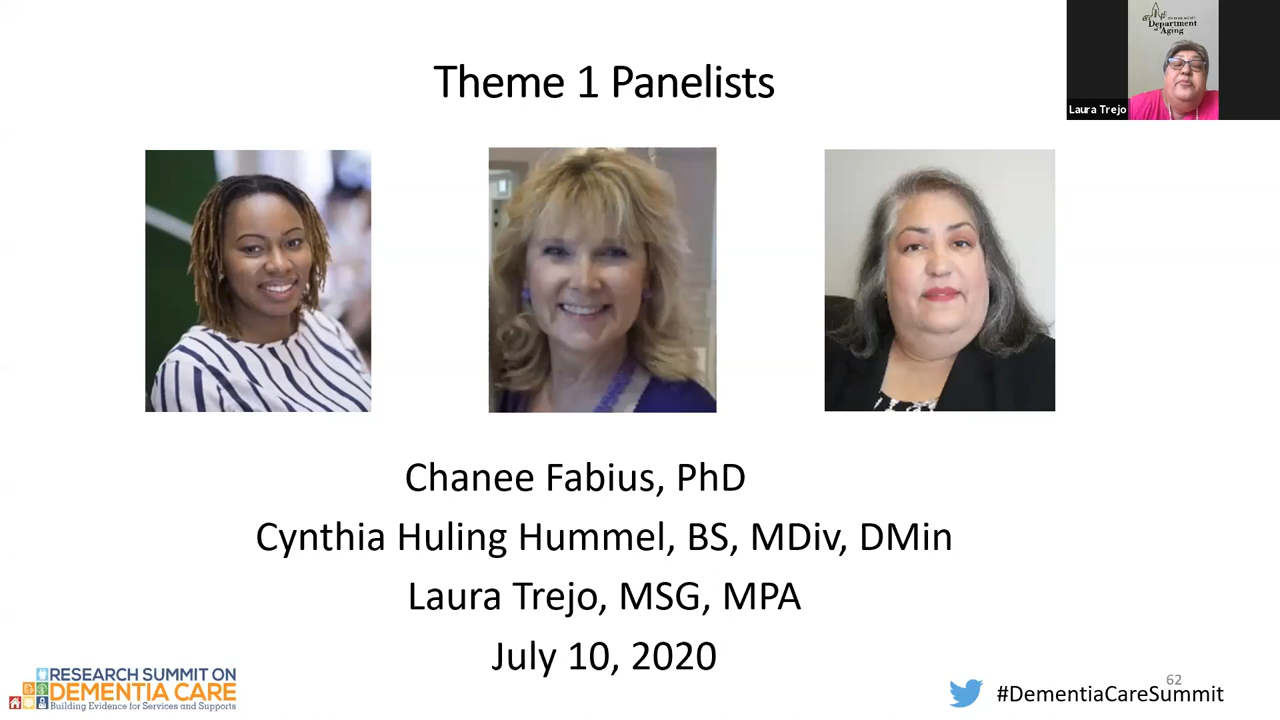 Department
of Aging
Laura Trejo
Theme 1 Panelists
Chanee Fabius, PhD
Cynthia Huling Hummel, BS, MDiv, DMin
Laura Trejo, MSG, MPA
July 10, 2020
RESEARCH SUMMIT ON
DEMENTIA CARE
Building Evidence for Services and Supports
62
#DementiaCareSummit